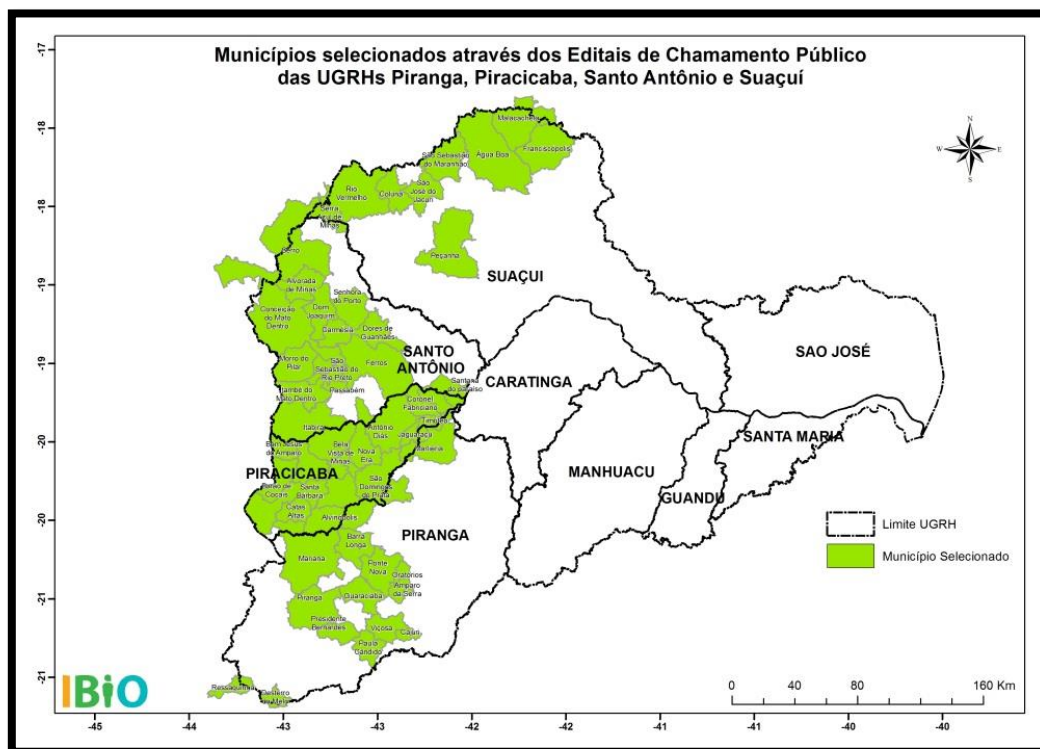 Municípios selecionados através dos Editais de Chamamento Público
das UGRHs Piranga, Piracicaba, Santo Antônio e Suaçuí
-17
-18
-18
-19
-19
-20
-20
-21
-21
N
W
E
S
Malacacheta
Água Boa
Franciscópolis
São Sebastião
do Maranhão
Rio
Vermelho
Coluna
São
José do
Jacuri
Serra
Azul de
Minas
Serro
Peçanha
SUAÇUI
Alvorada
de Minas
Senhora
do Porto
Conceição
do Mato
Dentro
Dom
Joaquim
Carmésia
Dores de
Guanhães
SANTO
ANTÔNIO
Morro do
Pilar
São
Sebastião do
Rio Preto
Ferros
Passabém
Itambé do
Mato Dentro
Santana
do Paraíso
Coronel
Fabriciano
Timóteo
SAO JOSÉ
CARATINGA
SANTA MARIA
MANHUACU
GUANDU
Itabira
Antônio
Dias
Jaguaraçu
Bela
Vista de
Minas
Nova
Era
PIRACICABA
Barão de
Cocais
Santa
Bárbara
São
Domingos
do Prata
Catas
Altas
Alvinópolis
PIRANGA
Barra
Longa
Mariana
Ponte
Nova
Oratórios
Amparo
da Serra
Piranga
Guaraciaba
Presidente
Bernardes
Viçosa
Cajuri
Paula
Cândido
Ressaquinha
Desterro
do Melo
Limite UGRH
Município Selecionado
IBiO
0 40 80 160 Km
-45 -44 -43 -43 -42 -42 -41 -41 -40 -40